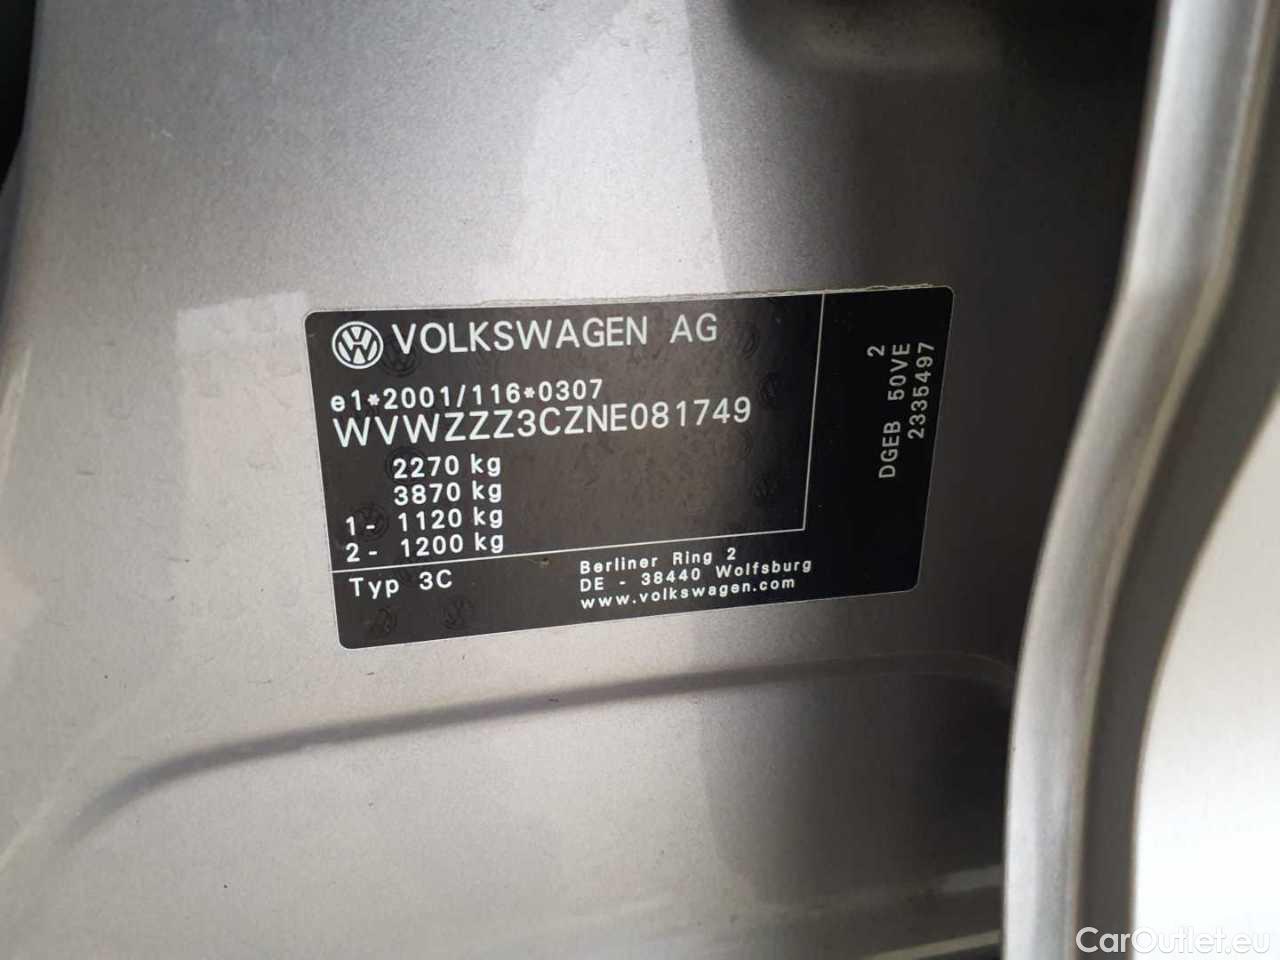 VOLKSWAGEN AG
e1*2001/116*0307
WVWZZZ3CZNE081749
2270 kg
3870 kg
1- 1120 kg
2- 1200 kg
Typ 3C
Berliner Ring 2
DE - 38440 Wolfsburg
www.volkswagen.com
2
DGEB 50VE
2335497
CarOutlet.eu